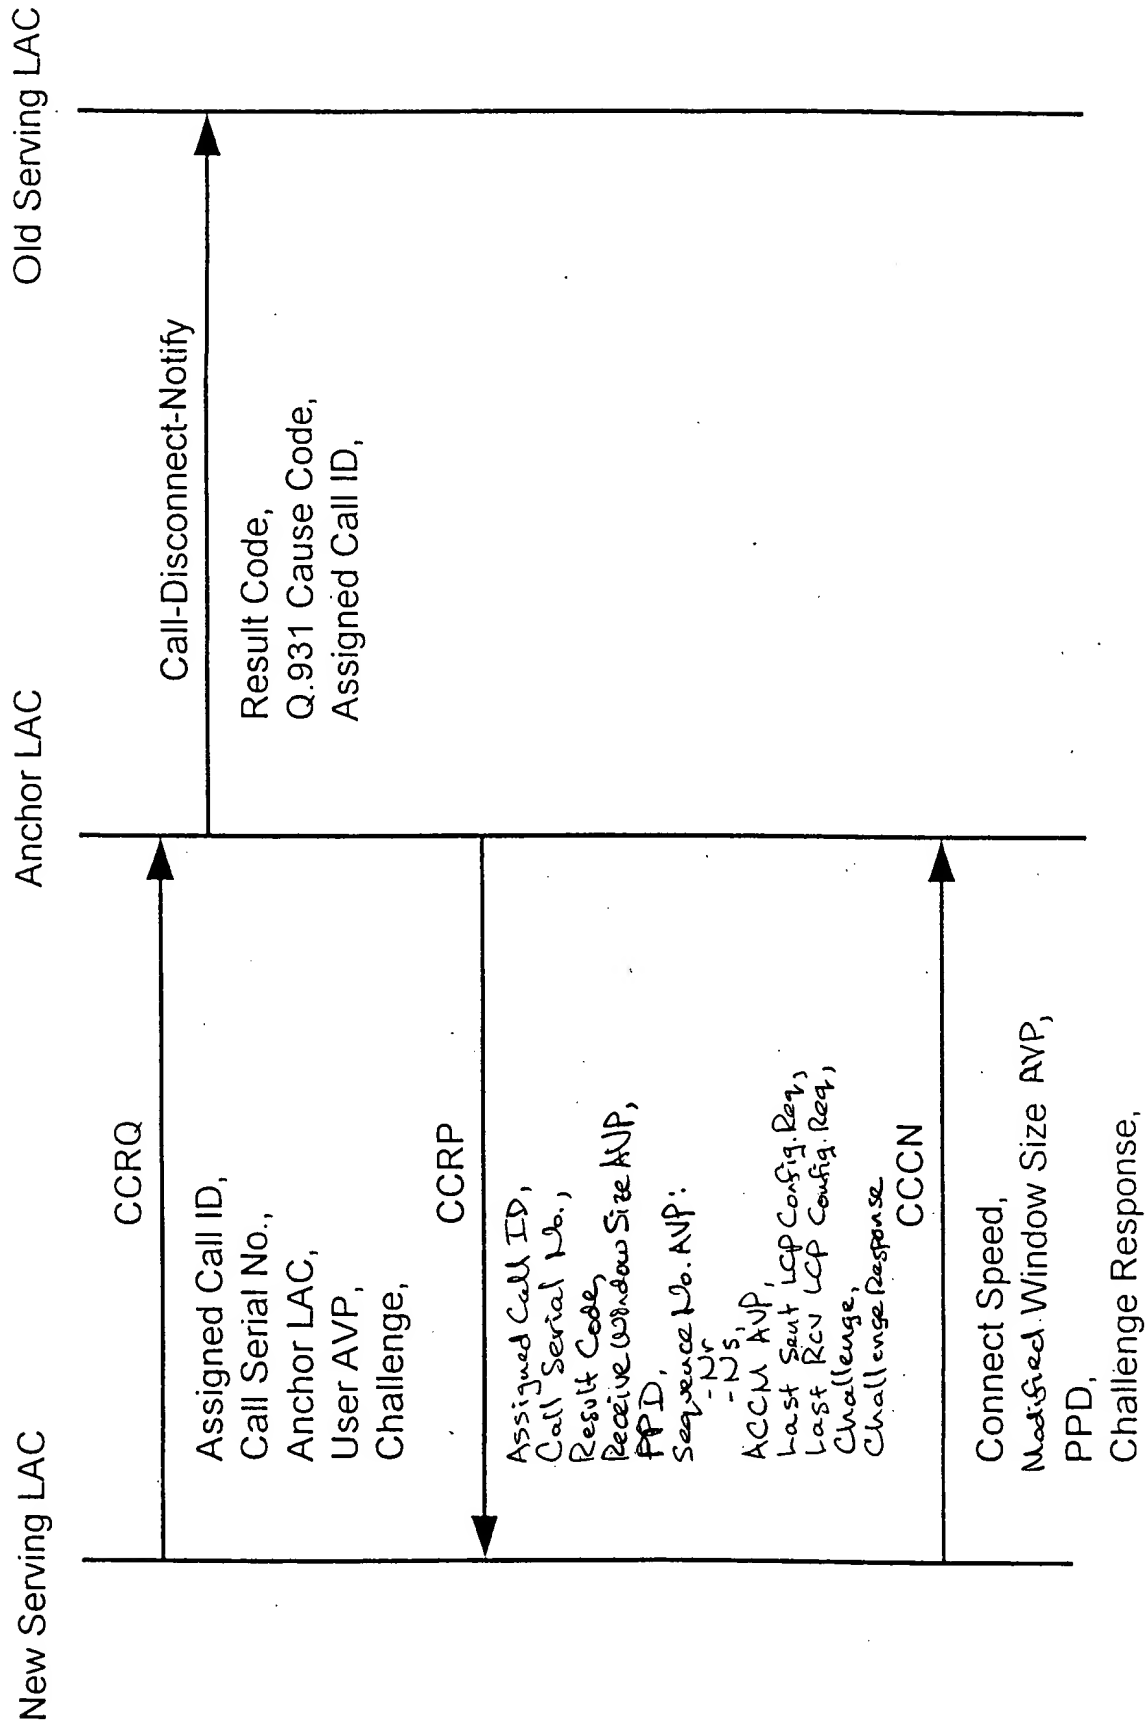 New Serving LAC
Anchor LAC
Old Serving LAC
CCRQ
Assigned Call ID,
Call Serial No.,
Anchor LAC,
User AVP,
Challenge,
Call-Disconnect-Notify
Result Code,
Q.931 Cause Code,
Assigned Call ID,
CCRP
Assigned Call ID,
Call Serial No.,
Result Code,
Receive Window Size AVP,
PPD,
Sequence No. AVP:
-Nr
-Ns,
ACCM AVP,
Last Sent LCP Config. Req,
Last Rcv LCP Config. Req,
Challenge,
Challenge Response
CCCN
Connect Speed,
Modified Window Size AVP,
PPD,
Challenge Response,